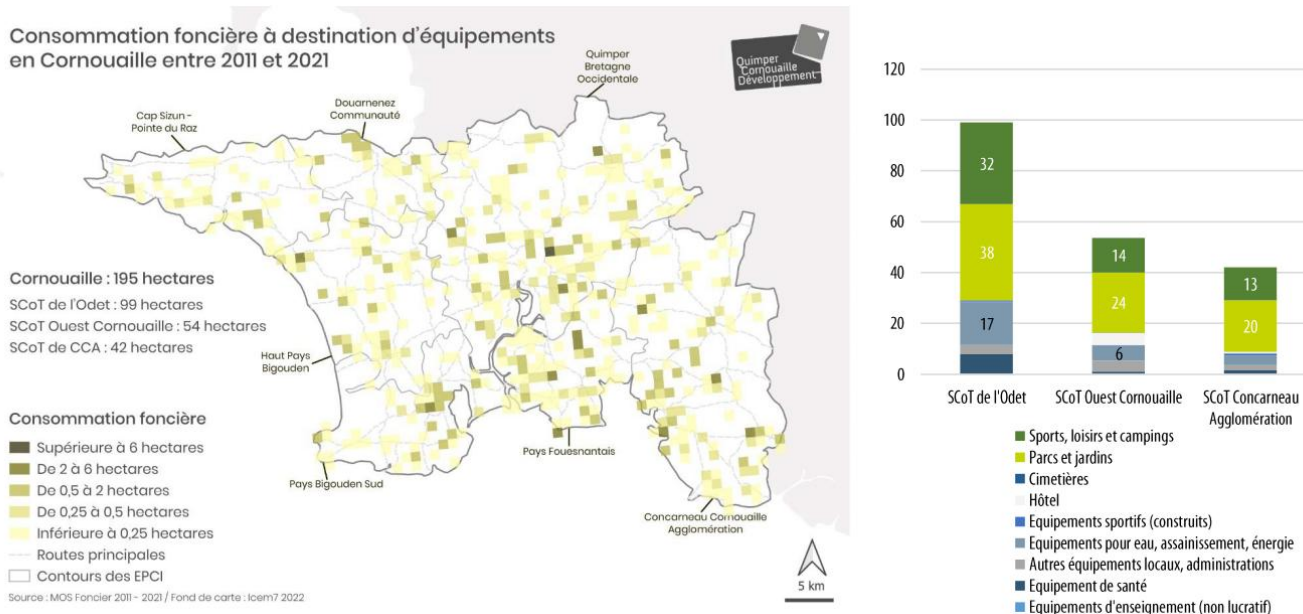 Consommation foncière à destination d'équipements
en Cornouaille entre 2011 et 2021
Quimper
Cornouaille
Développement
Quimper
Bretagne
Occidentale
Douarnenez
Communauté
Cap Sizun -
Pointe du Raz
Cornouaille : 195 hectares
SCoT de l'Odet : 99 hectares
SCoT Ouest Cornouaille : 54 hectares
SCoT de CCA : 42 hectares
Haut Pays
Bigouden
Pays Bigouden Sud
Pays Fouesnantais
Concarneau Cornouaille
Agglomération
Consommation foncière
Supérieure à 6 hectares
De 2 à 6 hectares
De 0,5 à 2 hectares
De 0,25 à 0,5 hectares
Inférieure à 0,25 hectares
Routes principales
Contours des EPCI
5 km
Source : MOS Foncier 2011 - 2021 / Fond de carte : Icem7 2022
120
100
80
60
40
20
0
32
38
17
14
24
6
13
20
SCoT de l'Odet
SCoT Ouest Cornouaille
SCoT Concarneau
Agglomération
Sports, loisirs et campings
Parcs et jardins
Cimetières
Hôtel
Equipements sportifs (construits)
Equipements pour eau, assainissement, énergie
Autres équipements locaux, administrations
Equipement de santé
Equipements d'enseignement (non lucratif)